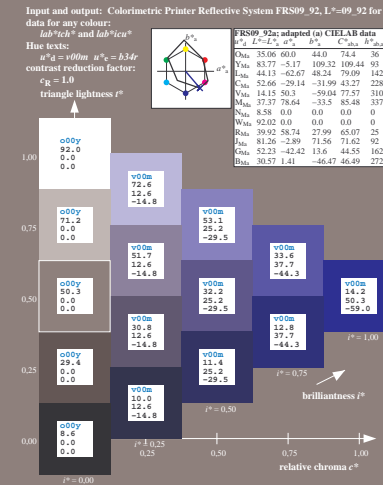 Input and output: Colorimetric Printer Reflective System FRS09_92, L*=09_92 for
data for any colour:
lab*tch* and lab*icu*
Hue texts:
u*d = v00m u*e = b34r
contrast reduction factor:
cR = 1.0
triangle lightness t*
b*a
a*a
FRS09_92a; adapted (a) CIELAB data
u*d L*=L*a a*a b*a C*ab,a h*ab,a
OMa 35.06 60.0 44.0 74.4 36
YMa 83.77 -5.17 109.32 109.44 93
LMa 44.13 -62.67 48.24 79.09 142
CMa 52.66 -29.14 -31.99 43.27 228
VMa 14.15 50.3 -59.04 77.57 310
MMa 37.37 78.64 -33.5 85.48 337
NMa 8.58 0.0 0.0 0.0 0
WMa 92.02 0.0 0.0 0.0 0
RMa 39.92 58.74 27.99 65.07 25
JMa 81.26 -2.89 71.56 71.62 92
GMa 52.23 -42.42 13.6 44.55 162
BMa 30.57 1.41 -46.47 46.49 272
1,00
o00y
92.0
0.0
0.0
v00m
72.6
12.6
-14.8
0,75
o00y
71.2
0.0
0.0
v00m
53.1
25.2
-29.5
v00m
51.7
12.6
-14.8
v00m
33.6
37.7
-44.3
0,50
o00y
50.3
0.0
0.0
v00m
32.2
25.2
-29.5
v00m
14.2
50.3
-59.0
v00m
30.8
12.6
-14.8
v00m
12.8
37.7
-44.3
i* = 1,00
0,25
o00y
29.4
0.0
0.0
v00m
11.4
25.2
-29.5
i* = 0,75
brilliantness i*
v00m
10.0
12.6
-14.8
i* = 0,50
0,00
o00y
8.6
0.0
0.0
i* = 0,25
0,25 0,50 0,75 1,00
relative chroma c*
i* = 0,00